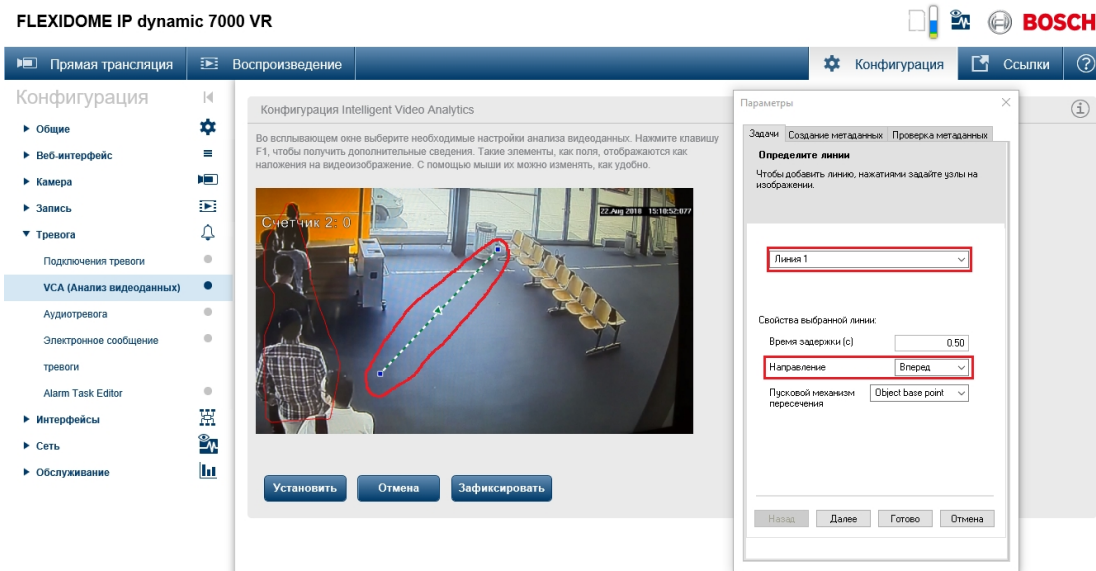 FLEXIDOME IP dynamic 7000 VR
BOSCH
Прямая трансляция
Воспроизведение
Конфигурация
Ссылки
?
Конфигурация
Общие
Веб-интерфейс
Камера
Запись
Тревога
Подключения тревоги
VCA (Анализ видеоданных)
Аудиотревога
Электронное сообщение
тревоги
Alarm Task Editor
Интерфейсы
Сеть
Обслуживание
Конфигурация Intelligent Video Analytics
i
Во всплывающем окне выберите необходимые настройки анализа видеоданных. Нажмите клавишу
F1, чтобы получить дополнительные сведения. Такие элементы, как поля, отображаются как
наложения на видеоизображение. С помощью мыши их можно изменять, как удобно.
22.Aug 2018 15:10:52:077
Счетчик 2: 0
Установить
Отмена
Зафиксировать
Параметры
Задачи
Создание метаданных
Проверка метаданных
Определите линии
Чтобы добавить линию, нажатиями задайте узлы на
изображении.
Линия 1
Свойства выбранной линии:
Время задержки (с)
0.50
Направление
Вперед
Пусковой механизм
пересечения
Object base point
Назад
Далее
Готово
Отмена